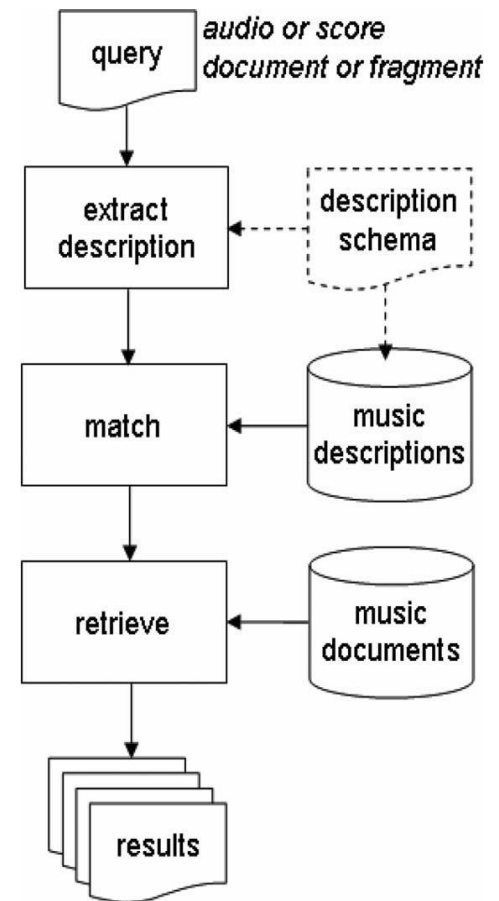 query
audio or score
document or fragment
extract
description
description
schema
match
music
descriptions
retrieve
music
documents
results